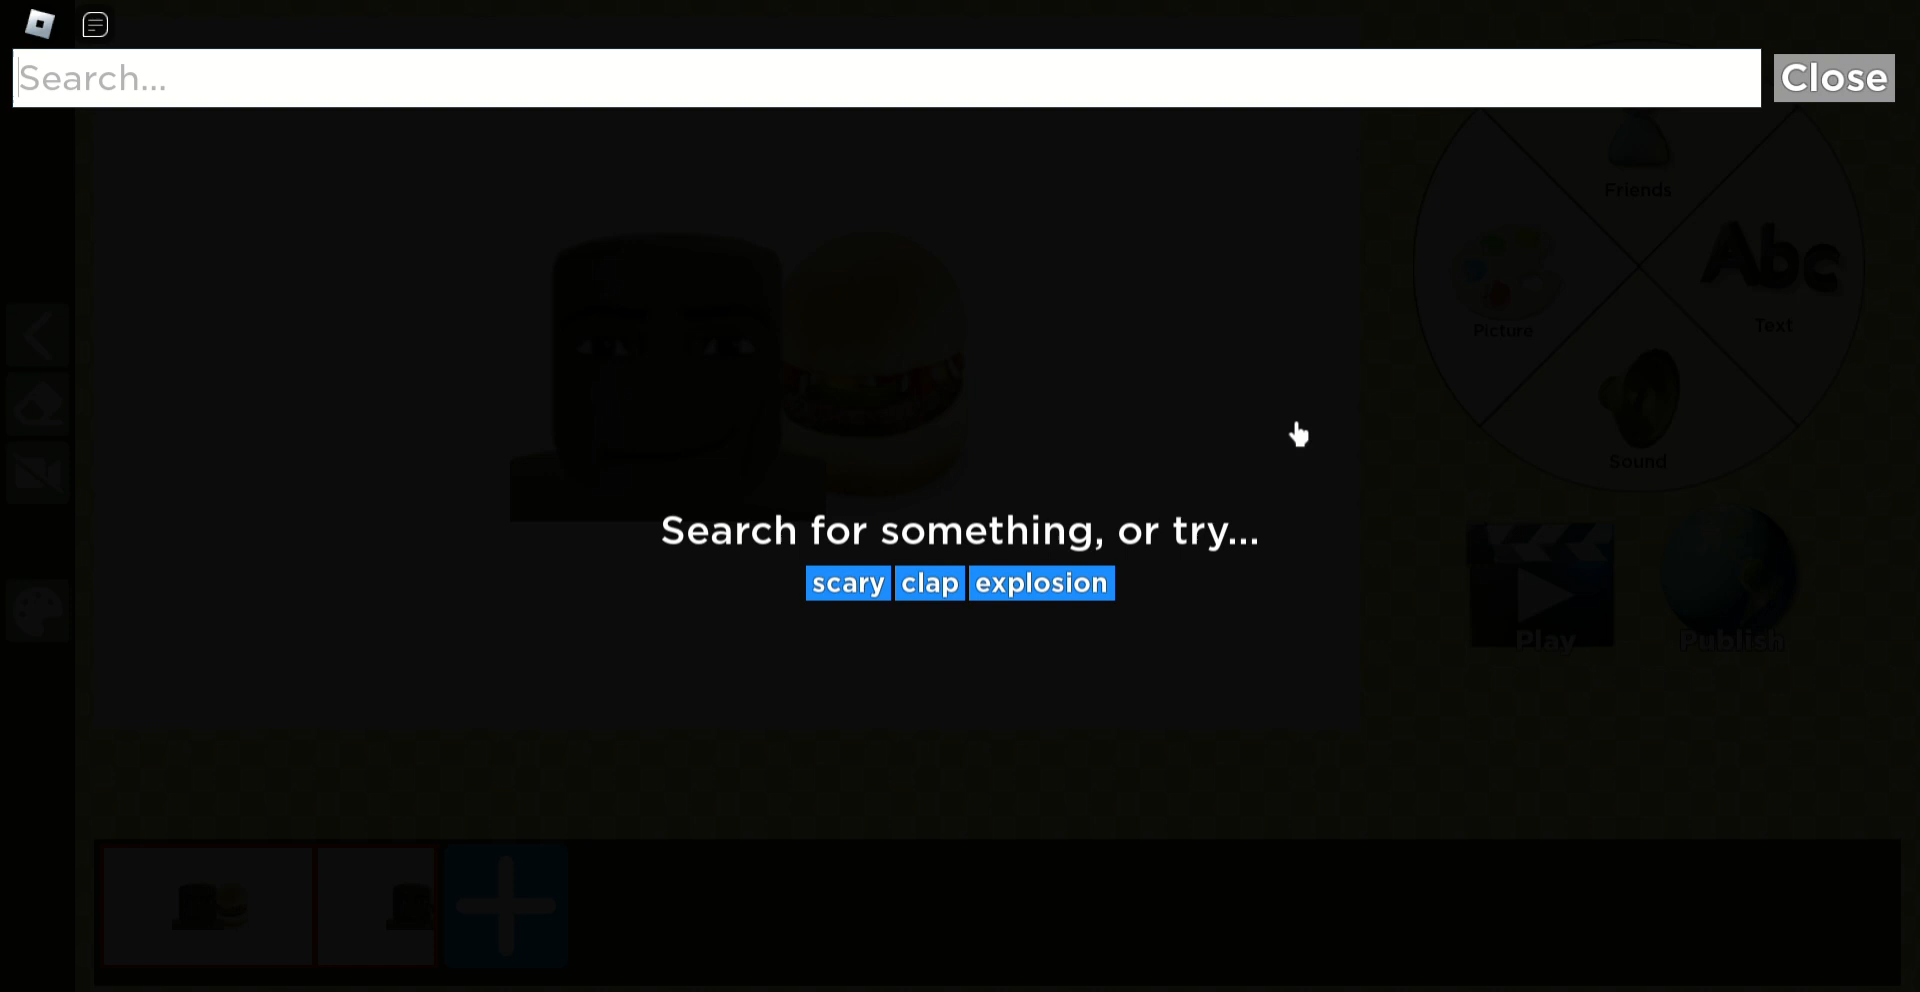 Search...
Close
Friends
Abc
Picture
Text
Sound
Search for something, or try...
scary clap explosion
Play
Publish